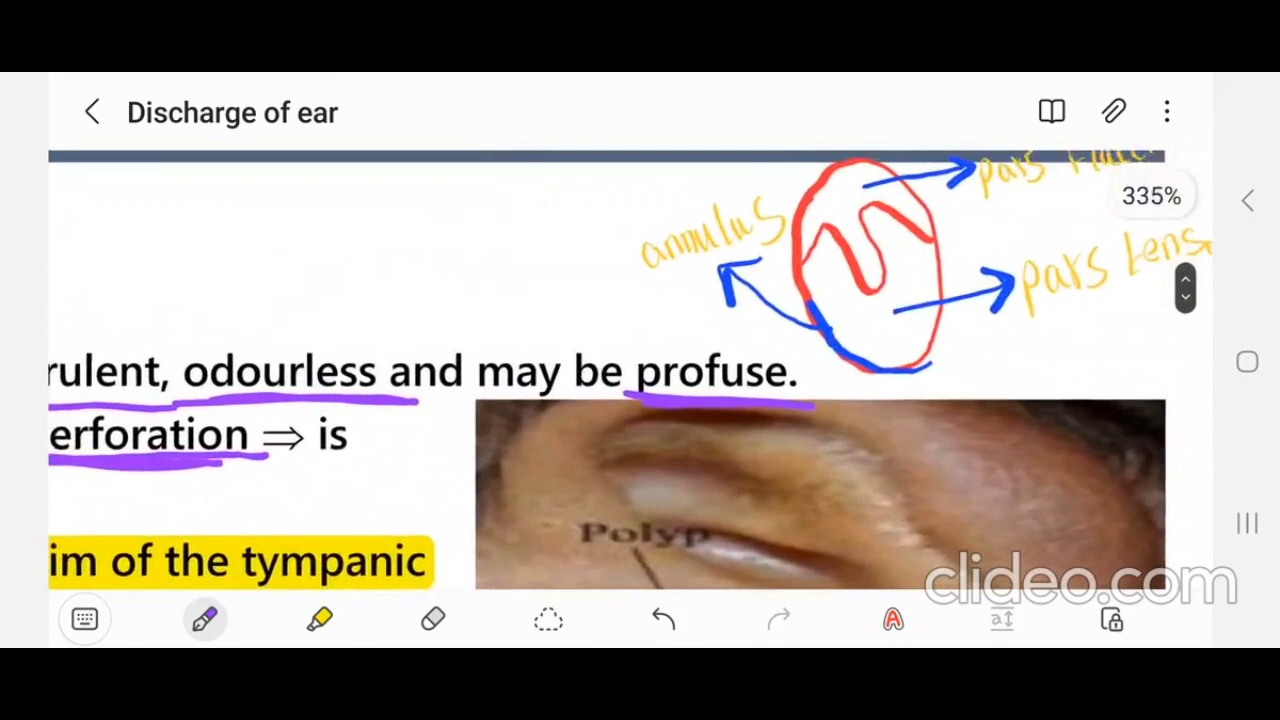 Discharge of ear
pars
335%
annulus
pars tens
rulent, odourless and may be profuse.
erforation ⇒ is
Polyp
im of the tympanic
clideo.com